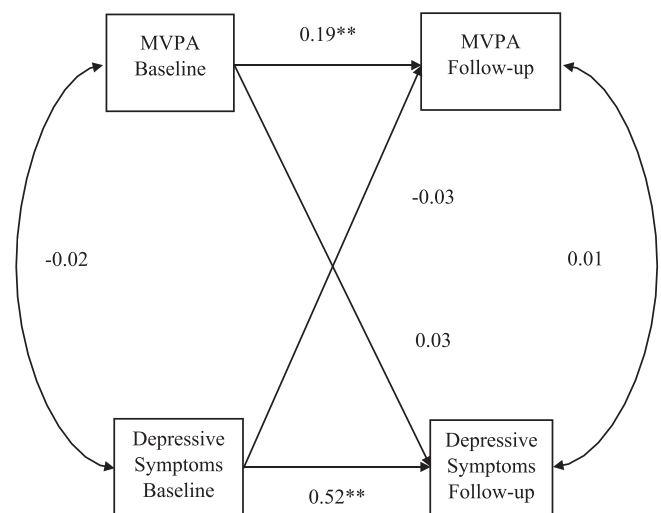 0.19**
MVPA
Baseline
MVPA
Follow-up
-0.03
-0.02
0.01
0.03
Depressive
Symptoms
Baseline
Depressive
Symptoms
Follow-up
0.52**